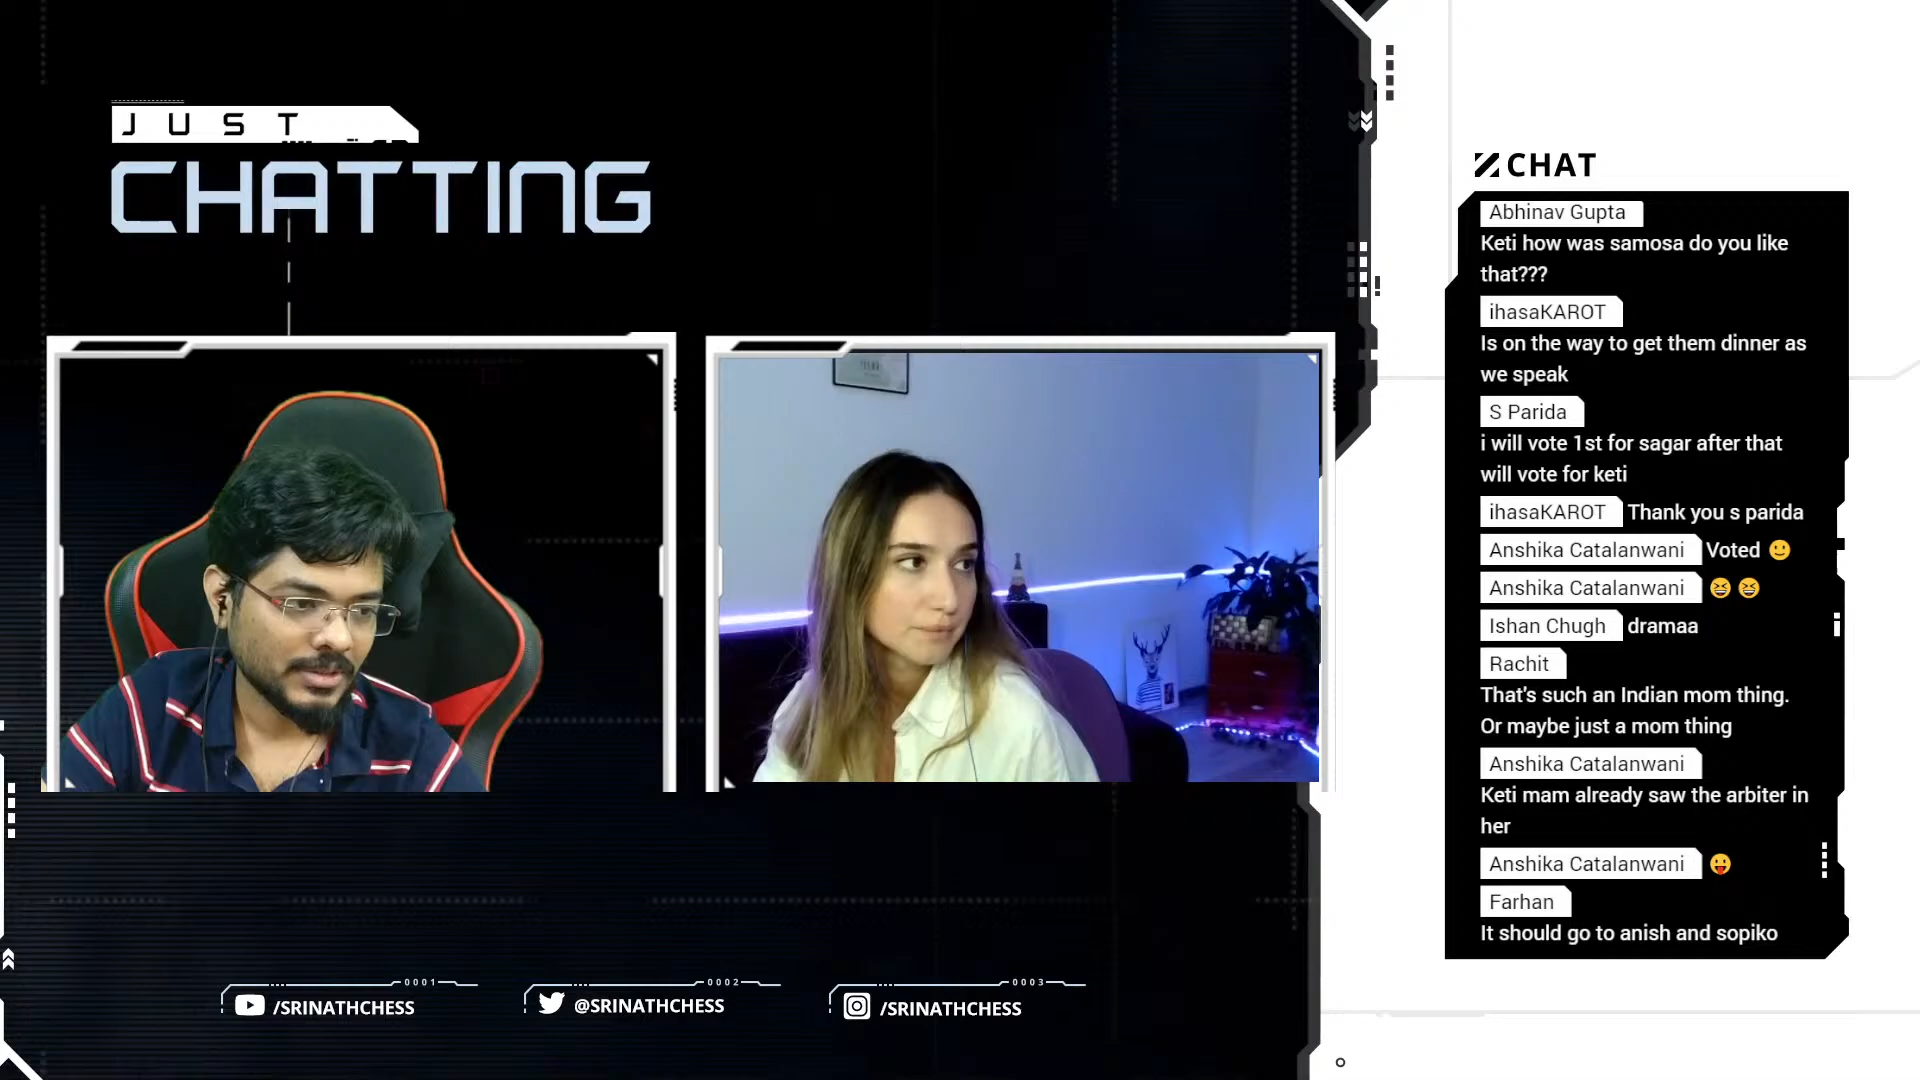 JUST
CHATTING
CHAT
Abhinav Gupta
Keti how was samosa do you like
that???
ihasaKAROT
Is on the way to get them dinner as
we speak
S Parida
i will vote 1st for sagar after that
will vote for keti
ihasaKAROT Thank you s parida
Anshika Catalanwani Voted 🙂
Anshika Catalanwani 😆 😆
Ishan Chugh dramaa
Rachit
That's such an Indian mom thing.
Or maybe just a mom thing
Anshika Catalanwani
Keti mam already saw the arbiter in
her
Anshika Catalanwani 😛
Farhan
It should go to anish and sopiko
0001
/SRINATHCHESS
0002
@SRINATHCHESS
0003
/SRINATHCHESS